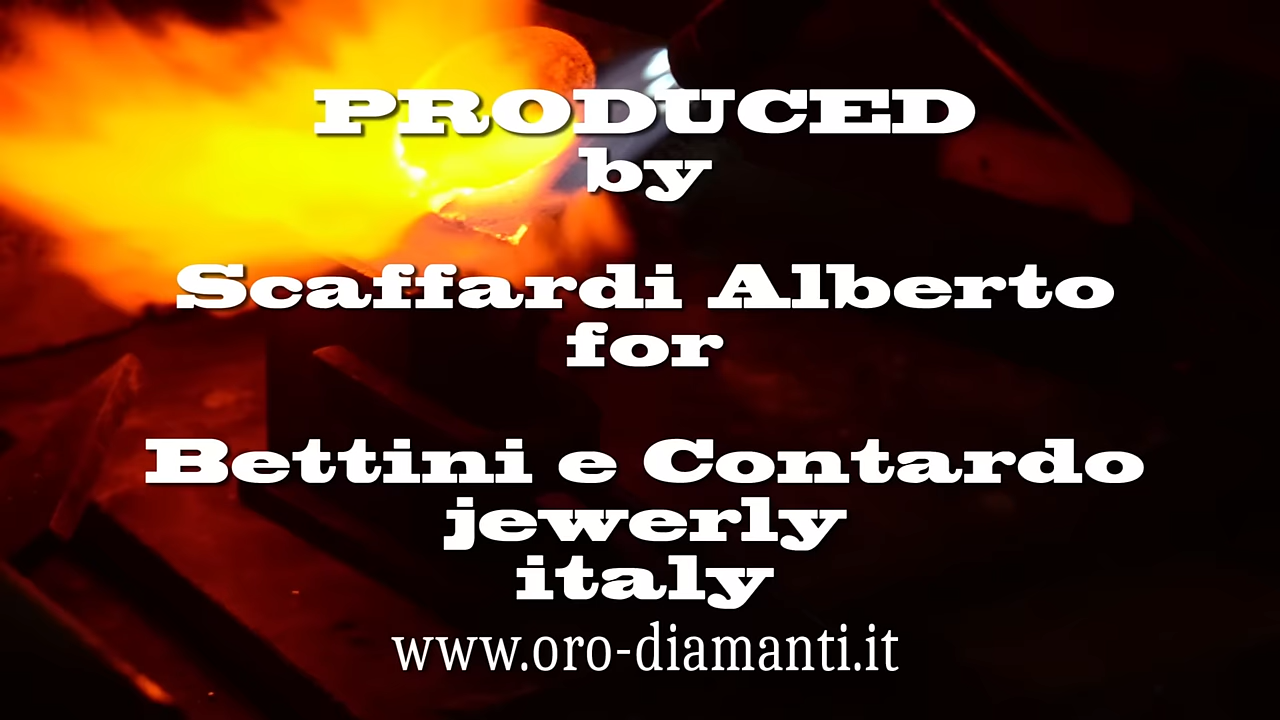 PRODUCED
by
Scaffardi Alberto
for
Bettini e Contardo
jewerly
italy
www.oro-diamanti.it